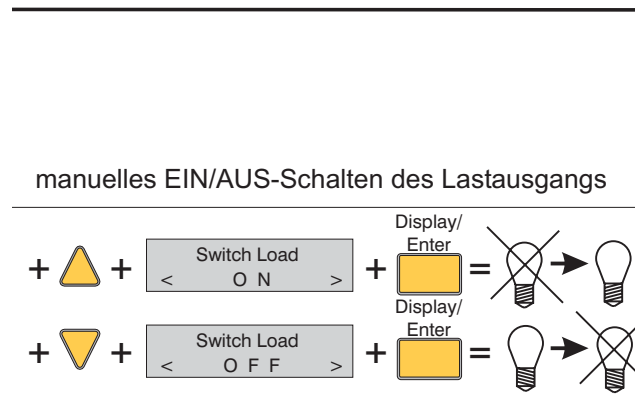 manuelles EIN/AUS-Schalten des Lastausgangs
Display/
Enter
Switch Load
+ + < O N > + =
Display/
Enter
Switch Load
+ + < O F F > + =